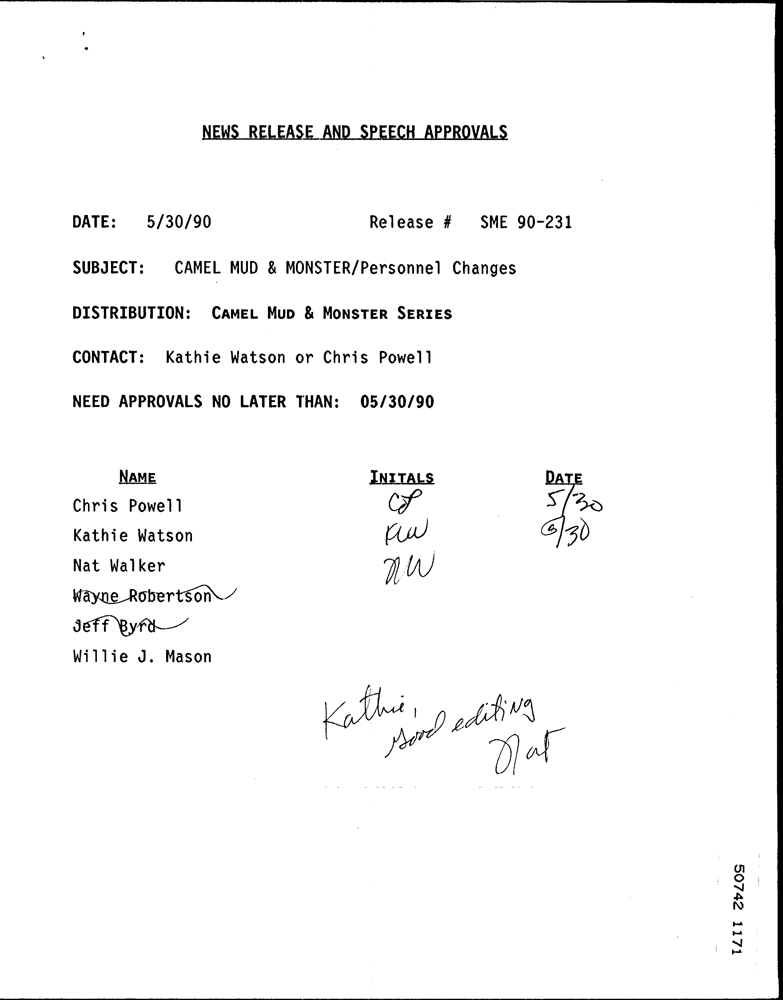 NEWS RELEASE AND SPEECH APPROVALS
DATE: 5/30/90 Release # SME 90-231
SUBJECT: CAMEL MUD & MONSTER/Personnel Changes
DISTRIBUTION: CAMEL MUD & MONSTER SERIES
CONTACT: Kathie Watson or Chris Powell
NEED APPROVALS NO LATER THAN: 05/30/90
NAME INITALS DATE
Chris Powell CP 5/30
Kathie Watson KW 5/30
Nat Walker NW
Wayne Robertson
Jeff Byrd
Willie J. Mason
Kathie,
Good editing
Nat
50742 1171